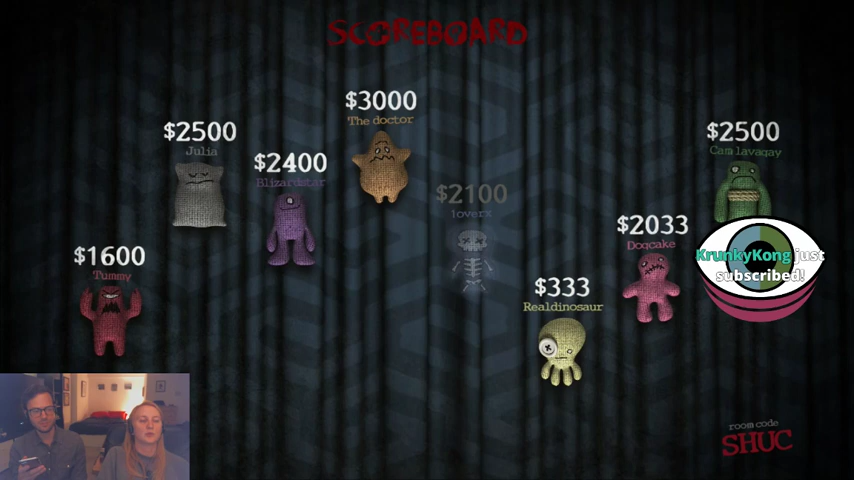 SCOREBOARD
$3000
The doctor
$2500
Julia
$2500
Cam lavagay
$2400
Blizardstar
$2100
loverx
$2033
Dogcake
$1600
Tummy
$333
Realdinosaur
KrunkyKong just
subscribed!
room code
SHUC